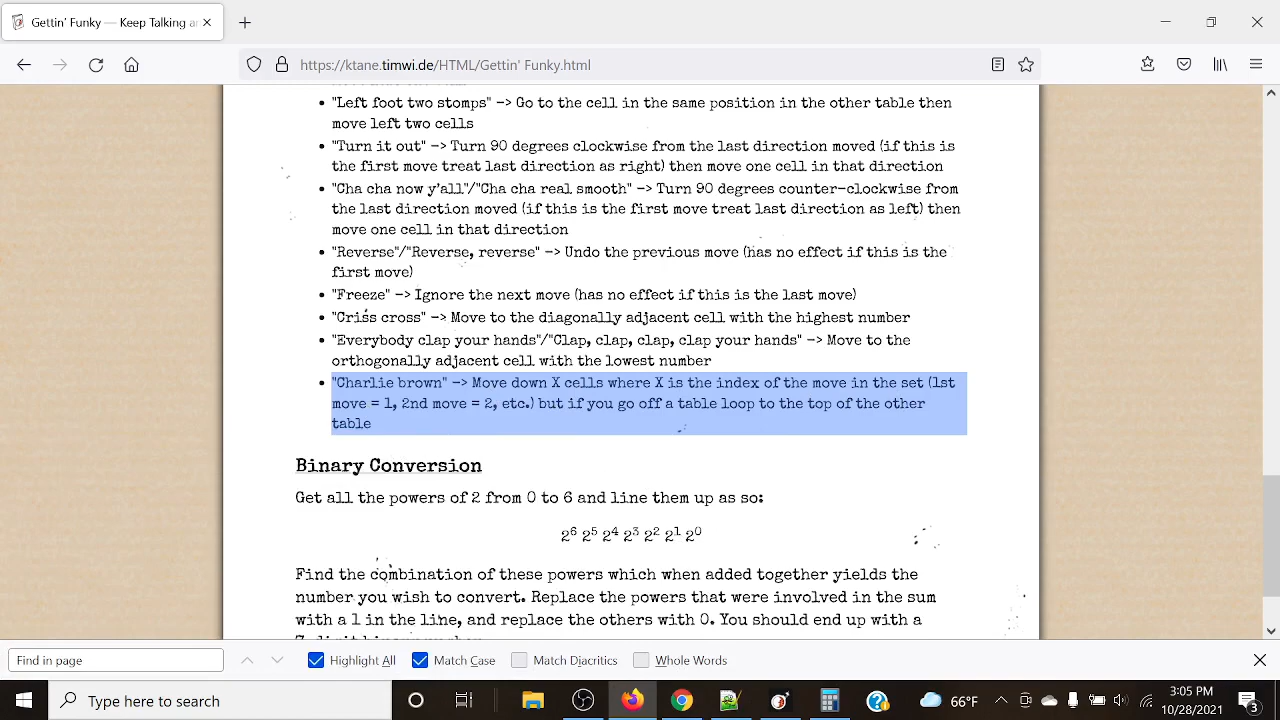 Gettin' Funky — Keep Talking a
https://ktane.timwi.de/HTML/Gettin' Funky.html
"Left foot two stomps" -> Go to the cell in the same position in the other table then
move left two cells
"Turn it out" -> Turn 90 degrees clockwise from the last direction moved (if this is
the first move treat last direction as right) then move one cell in that direction
"Cha cha now y'all"/"Cha cha real smooth" -> Turn 90 degrees counter-clockwise from
the last direction moved (if this is the first move treat last direction as left) then
move one cell in that direction
"Reverse"/"Reverse, reverse" -> Undo the previous move (has no effect if this is the
first move)
"Freeze" -> Ignore the next move (has no effect if this is the last move)
"Criss cross" -> Move to the diagonally adjacent cell with the highest number
"Everybody clap your hands"/"Clap, clap, clap, clap your hands" -> Move to the
orthogonally adjacent cell with the lowest number
"Charlie brown" -> Move down X cells where X is the index of the move in the set (1st
move = 1, 2nd move = 2, etc.) but if you go off a table loop to the top of the other
table
Binary Conversion
Get all the powers of 2 from 0 to 6 and line them up as so:
2⁶ 2⁵ 2⁴ 2³ 2² 2¹ 2⁰
Find the combination of these powers which when added together yields the
number you wish to convert. Replace the powers that were involved in the sum
with a 1 in the line, and replace the others with 0. You should end up with a
Find in page
Highlight All
Match Case
Match Diacritics
Whole Words
Type here to search
66°F
3:05 PM
10/28/2021
3